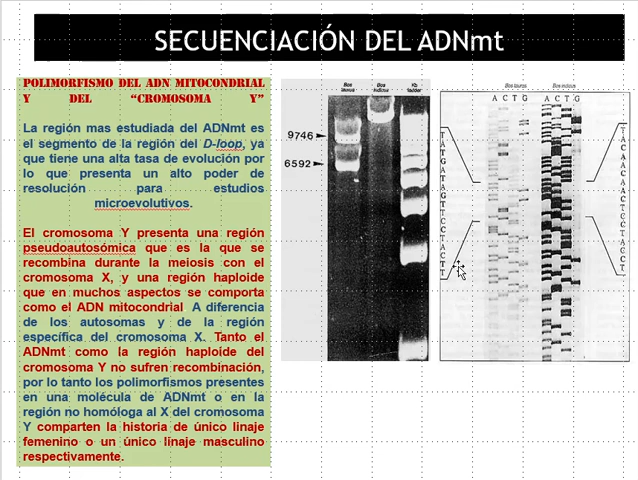 SECUENCIACIÓN DEL ADNmt
POLIMORFISMO DEL ADN MITOCONDRIAL
Y DEL “CROMOSOMA Y”
La región mas estudiada del ADNmt es
el segmento de la región del D-loop, ya
que tiene una alta tasa de evolución por
lo que presenta un alto poder de
resolución para estudios
microevolutivos.
El cromosoma Y presenta una región
pseudoautosómica que es la que se
recombina durante la meiosis con el
cromosoma X, y una región haploide
que en muchos aspectos se comporta
como el ADN mitocondrial A diferencia
de los autosomas y de la región
específica del cromosoma X. Tanto el
ADNmt como la región haploide del
cromosoma Y no sufren recombinación,
por lo tanto los polimorfismos presentes
en una molécula de ADNmt o en la
región no homóloga al X del cromosoma
Y comparten la historia de único linaje
femenino o un único linaje masculino
respectivamente.
Bos taurus
Bos indicus
Kb ladder
9746
6592
Bos taurus Bos indicus
A C T G A C T G